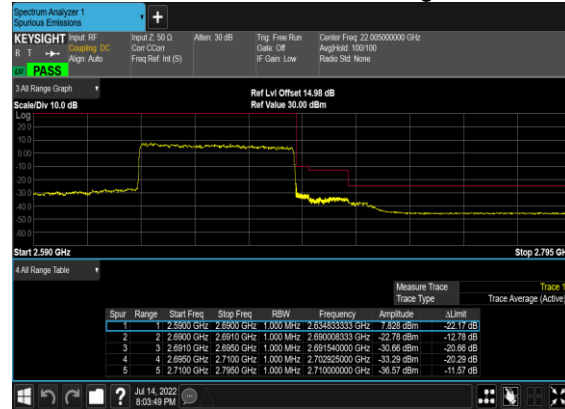 Spectrum Analyzer 1
Spurious Emissions
KEYSIGHT Input: RF Input Z: 50 Ω Atten: 30 dB Trig: Free Run Center Freq: 22.005000000 GHz
R T Coupling: DC Corr CCorr Gate: Off Avg|Hold: 100/100
Align: Auto Freq Ref: Int (S) IF Gain: Low Radio Std: None
PASS
3 All Range Graph
Ref Lvl Offset 14.98 dB
Scale/Div 10.0 dB Ref Value 30.00 dBm
Log
20.0
10.0
0.00
-10.0
-20.0
-30.0
-40.0
-50.0
-60.0
Start 2.590 GHz Stop 2.795 GH
4 All Range Table
Measure Trace Trace 1
Trace Type Trace Average (Active)
Spur Range Start Freq Stop Freq RBW Frequency Amplitude ΔLimit
1 1 2.5900 GHz 2.6900 GHz 1.000 MHz 2.634833333 GHz 7.828 dBm -22.17 dB
2 2 2.6900 GHz 2.6910 GHz 1.000 MHz 2.690008333 GHz -22.78 dBm -12.78 dB
3 3 2.6910 GHz 2.6950 GHz 1.000 MHz 2.691540000 GHz -30.66 dBm -20.66 dB
4 4 2.6950 GHz 2.7100 GHz 1.000 MHz 2.702925000 GHz -33.29 dBm -20.29 dB
5 5 2.7100 GHz 2.7950 GHz 1.000 MHz 2.710000000 GHz -36.57 dBm -11.57 dB
Jul 14, 2022
8:03:49 PM